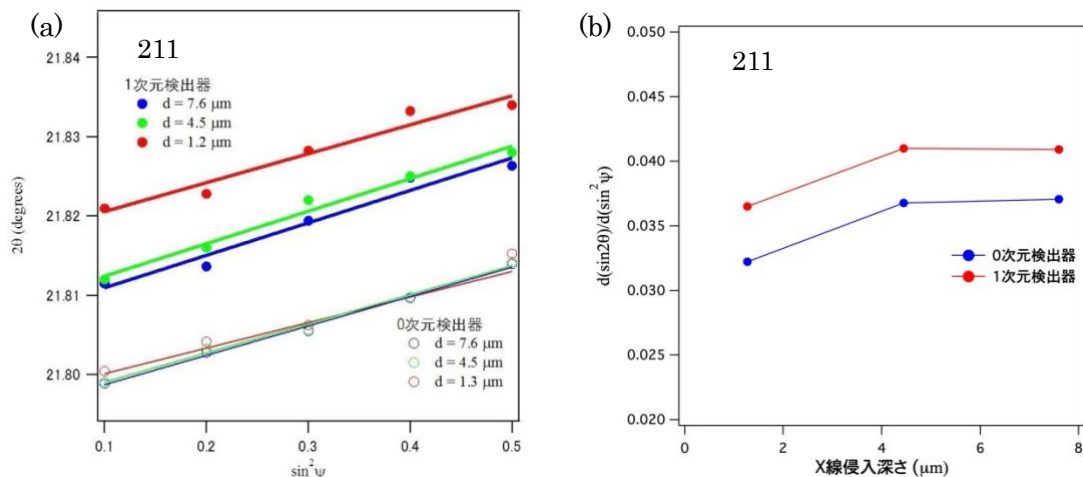 (a)
211
1次元検出器
d = 7.6 μm
d = 4.5 μm
d = 1.2 μm
0次元検出器
d = 7.6 μm
d = 4.5 μm
d = 1.3 μm
2θ (degrees)
21.84
21.83
21.82
21.81
21.80
0.1 0.2 0.3 0.4 0.5
sin²ψ
(b)
211
d(sin2θ)/d(sin²ψ)
0.050
0.045
0.040
0.035
0.030
0.025
0.020
0次元検出器
1次元検出器
0 2 4 6 8
X線侵入深さ (μm)